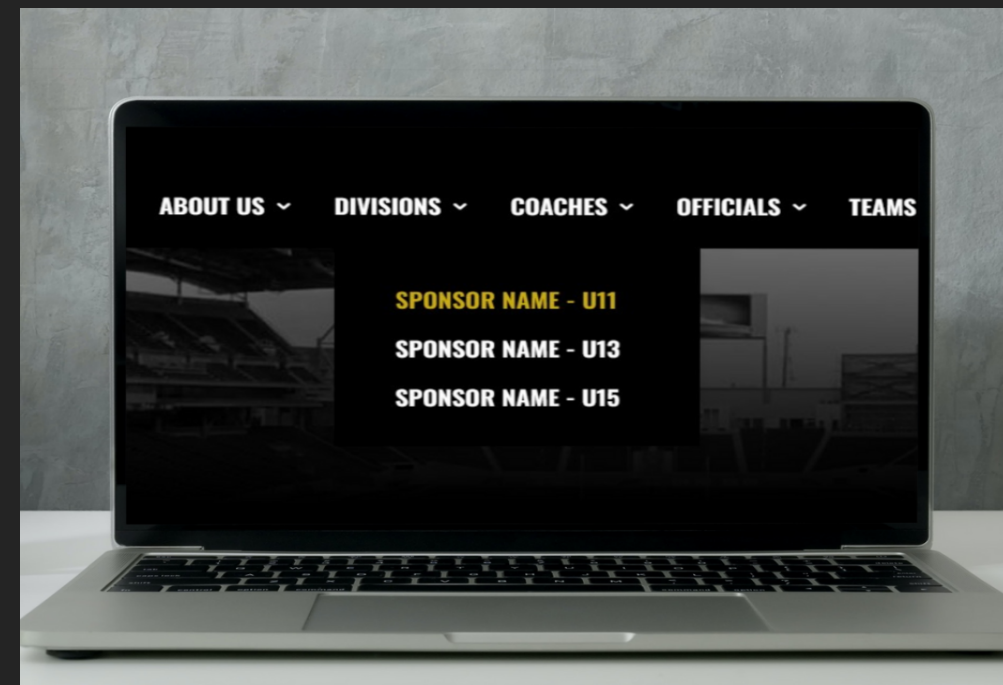 ABOUT US DIVISIONS COACHES OFFICIALS TEAMS
SPONSOR NAME - U11
SPONSOR NAME - U13
SPONSOR NAME - U15